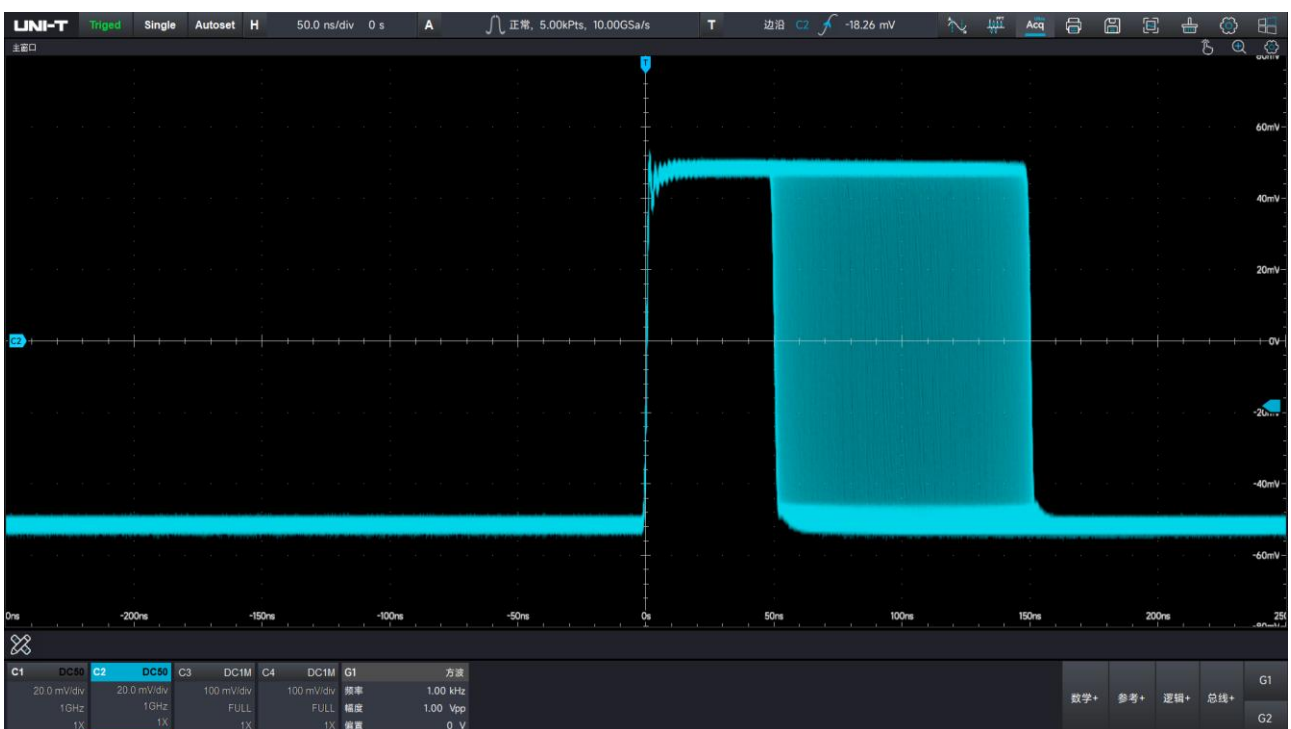 UNI-T Triged Single Autoset H 50.0 ns/div 0 s A 正常, 5.00kPts, 10.00GSa/s T 边沿 C2 -18.26 mV Acq
主窗口
80mV
T
60mV
40mV
20mV
C2 0V
-40mV
-60mV
0ns -200ns -150ns -100ns -50ns 0s 50ns 100ns 150ns 200ns 250
-80mV
C1 DC50 C2 DC50 C3 DC1M C4 DC1M G1 方波
20.0 mV/div 20.0 mV/div 100 mV/div 100 mV/div 频率 1.00 kHz
1GHz 1GHz FULL FULL 幅度 1.00 Vpp
1X 1X 1X 1X 偏置 0 V
数学+ 参考+ 逻辑+ 总线+
G1
G2